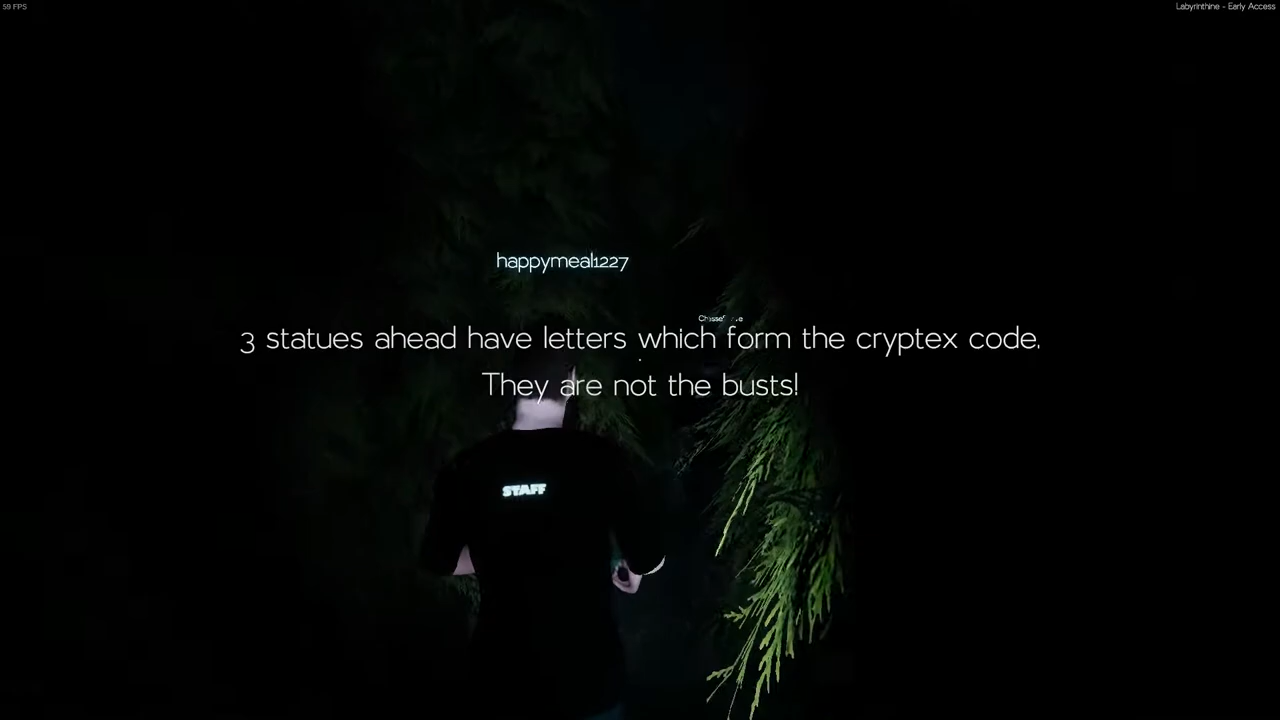 59 FPS
Labyrinthine - Early Access
happymeal1227
3 statues ahead have letters which form the cryptex code.
They are not the busts!
STAFF